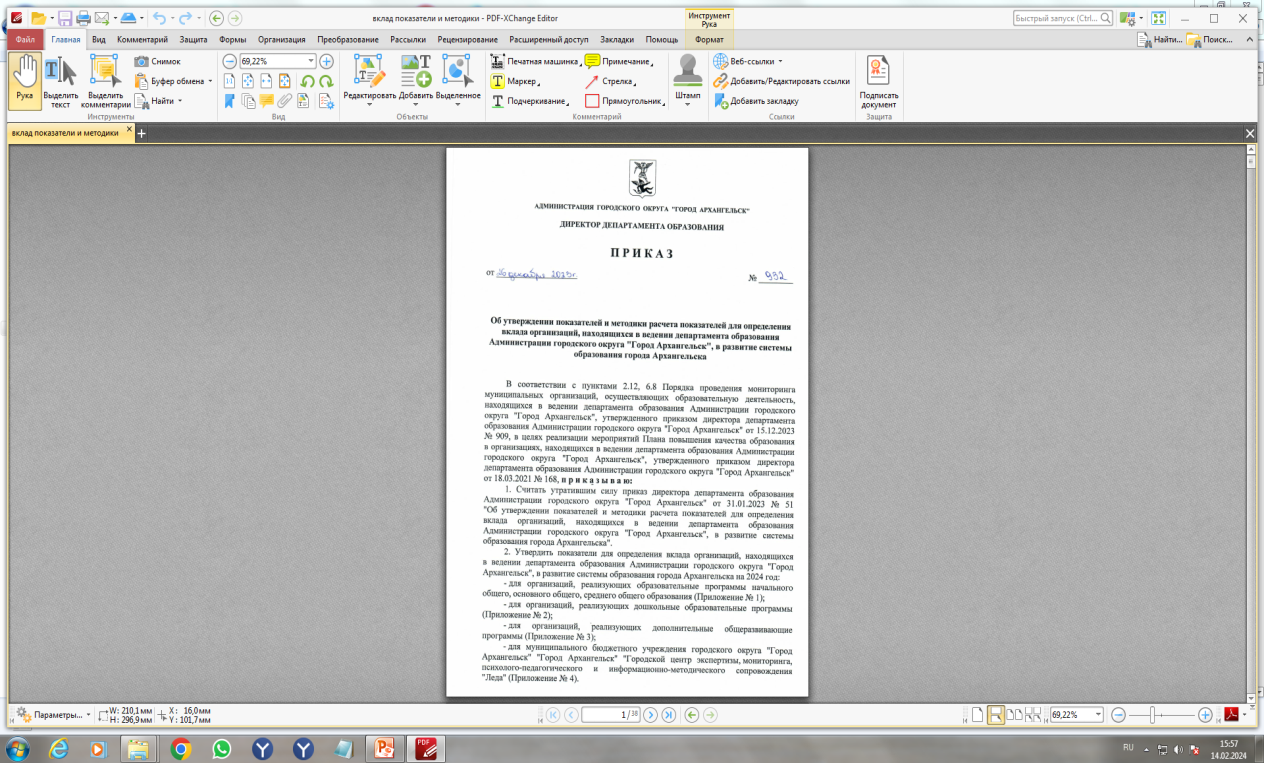 вклад показатели и методики - PDF-XChange Editor
Инструмент
Рука
Быстрый запуск (Ctrl...
Файл Главная Вид Комментарий Защита Формы Организация Преобразование Рассылки Рецензирование Расширенный доступ Закладки Помощь Формат
Найти... Поиск...
Рука
Выделить текст
Выделить комментарии
Снимок
Буфер обмена
Найти
Инструменты
69,22%
Вид
Редактировать Добавить Выделенное
Объекты
Печатная машинка Примечание
Маркер Стрелка
Подчеркивание Прямоугольник
Штамп
Комментарий
Веб-ссылки
Добавить/Редактировать ссылки
Добавить закладку
Ссылки
Подписать документ
Защита
вклад показатели и методики
АДМИНИСТРАЦИЯ ГОРОДСКОГО ОКРУГА "ГОРОД АРХАНГЕЛЬСК"
ДИРЕКТОР ДЕПАРТАМЕНТА ОБРАЗОВАНИЯ
П Р И К А З
от декабря 2023г. № 932
Об утверждении показателей и методики расчета показателей для определения
вклада организаций, находящихся в ведении департамента образования
Администрации городского округа "Город Архангельск", в развитие системы
образования города Архангельска
В соответствии с пунктами 2.12, 6.8 Порядка проведения мониторинга
муниципальных организаций, осуществляющих образовательную деятельность,
находящихся в ведении департамента образования Администрации городского
округа "Город Архангельск", утвержденного приказом директора департамента
образования Администрации городского округа "Город Архангельск" от 15.12.2023
№ 909, в целях реализации мероприятий Плана повышения качества образования
в организациях, находящихся в ведении департамента образования Администрации
городского округа "Город Архангельск", утвержденного приказом директора
департамента образования Администрации городского округа "Город Архангельск"
от 18.03.2021 № 168, п р и к а з ы в а ю:
1. Считать утратившим силу приказ директора департамента образования
Администрации городского округа "Город Архангельск" от 31.01.2023 № 51
"Об утверждении показателей и методики расчета показателей для определения
вклада организаций, находящихся в ведении департамента образования
Администрации городского округа "Город Архангельск", в развитие системы
образования города Архангельска".
2. Утвердить показатели для определения вклада организаций, находящихся
в ведении департамента образования Администрации городского округа "Город
Архангельск", в развитие системы образования города Архангельска на 2024 год:
- для организаций, реализующих образовательные программы начального
общего, основного общего, среднего общего образования (Приложение № 1);
- для организаций, реализующих дошкольные образовательные программы
(Приложение № 2);
- для организаций, реализующих дополнительные общеразвивающие
программы (Приложение № 3);
- для муниципального бюджетного учреждения городского округа "Город
Архангельск" "Город Архангельск" "Городской центр экспертизы, мониторинга,
психолого-педагогического и информационно-методического сопровождения
"Леда" (Приложение № 4).
Параметры...
W: 210,1мм X: 16,0мм
H: 296,9мм Y: 101,7мм
1/38
69,22%
RU
15:57
14.02.2024